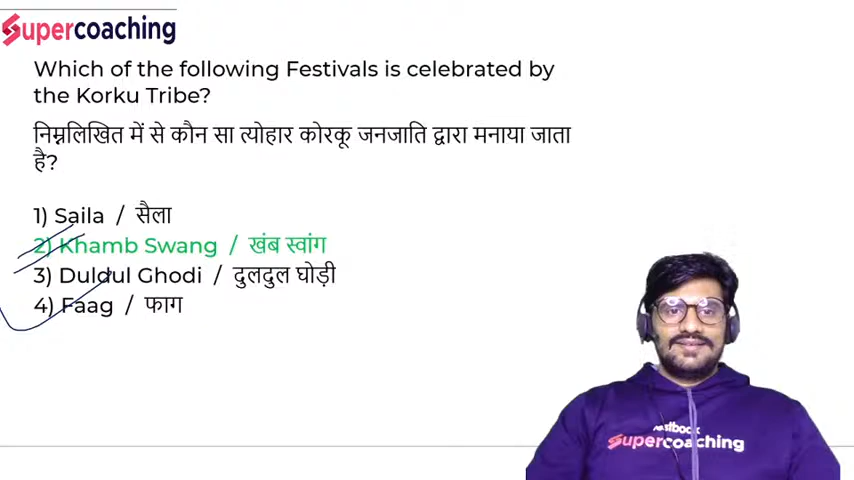 Supercoaching
Which of the following Festivals is celebrated by
the Korku Tribe?
निम्नलिखित में से कौन सा त्योहार कोरकू जनजाति द्वारा मनाया जाता
है?
1) Saila / सैला
2) Khamb Swang / खंब स्वांग
3) Duldul Ghodi / दुलदुल घोड़ी
4) Faag / फाग
testbook
Supercoaching